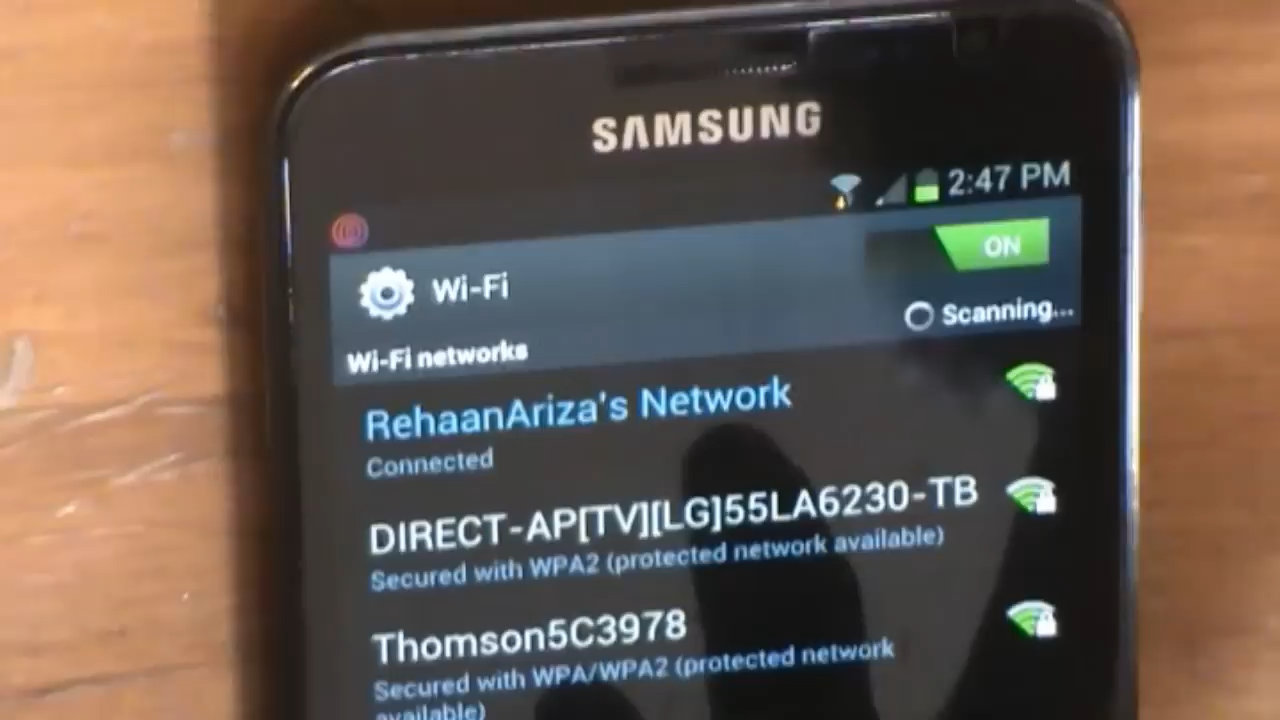 SAMSUNG
2:47 PM
Wi-Fi
ON
Scanning...
Wi-Fi networks
RehaanAriza's Network
Connected
DIRECT-AP[TV][LG]55LA6230-TB
Secured with WPA2 (protected network available)
Thomson5C3978
Secured with WPA/WPA2 (protected network
available)